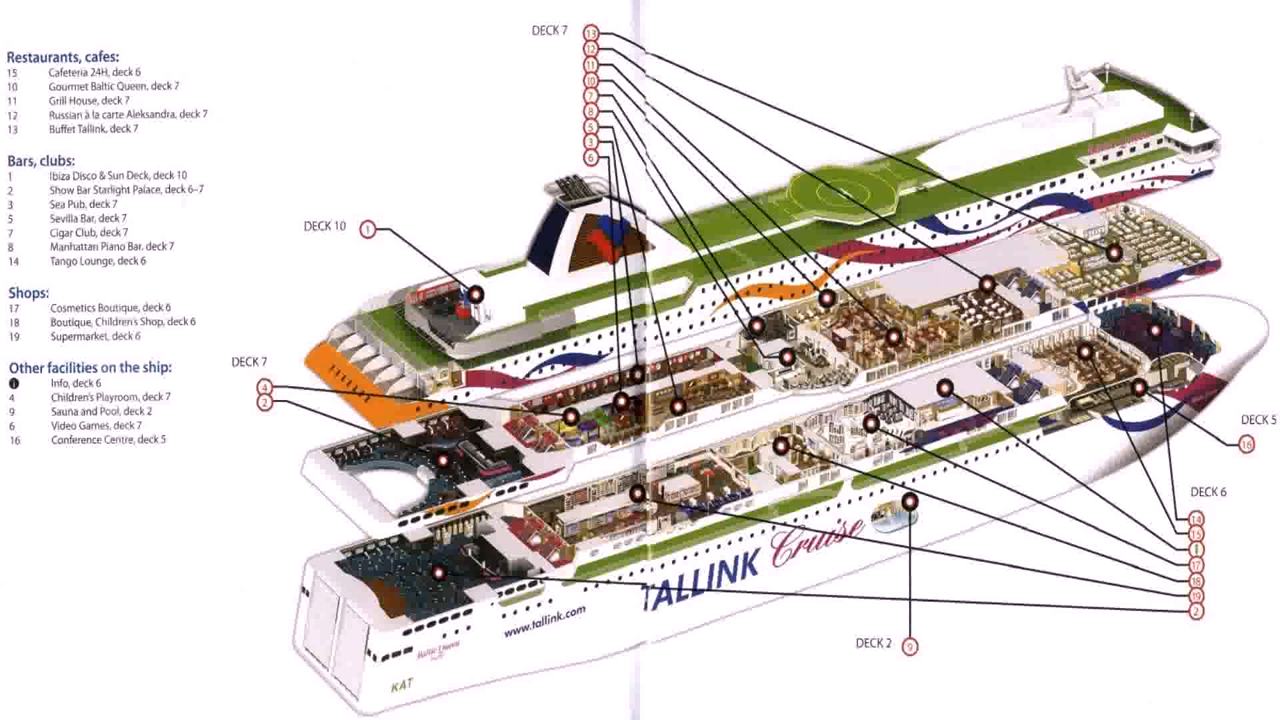 Restaurants, cafes:
15 Cafeteria 24H, deck 6
10 Gourmet Baltic Queen, deck 7
11 Grill House, deck 7
12 Russian à la carte Aleksandra, deck 7
13 Buffet Tallink, deck 7
Bars, clubs:
1 Ibiza Disco & Sun Deck, deck 10
2 Show Bar Starlight Palace, deck 6-7
3 Sea Pub, deck 7
5 Sevilla Bar, deck 7
7 Cigar Club, deck 7
8 Manhattan Piano Bar, deck 7
14 Tango Lounge, deck 6
Shops:
17 Cosmetics Boutique, deck 6
18 Boutique, Children's Shop, deck 6
19 Supermarket, deck 6
Other facilities on the ship:
i Info, deck 6
4 Children's Playroom, deck 7
9 Sauna and Pool, deck 2
6 Video Games, deck 7
16 Conference Centre, deck 5
DECK 7
13
12
11
10
7
8
5
3
6
DECK 10
1
DECK 7
4
2
DECK 5
16
DECK 6
14
15
i
17
18
19
2
DECK 2
9
TALLINK Cruise
www.tallink.com
Baltic Queen
KAT